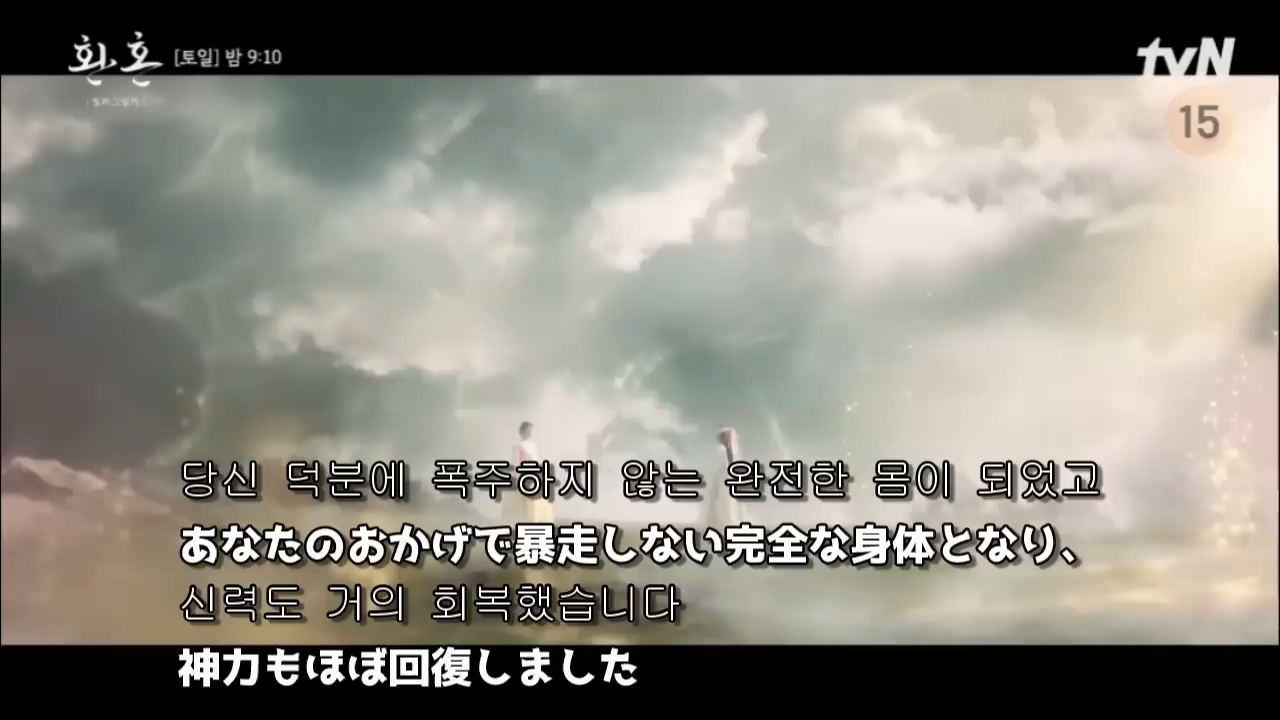 환혼 [토일] 밤 9:10
tvN
15
당신 덕분에 폭주하지 않는 완전한 몸이 되었고
あなたのおかげで暴走しない完全な身体となり、
신력도 거의 회복했습니다
神力もほぼ回復しました